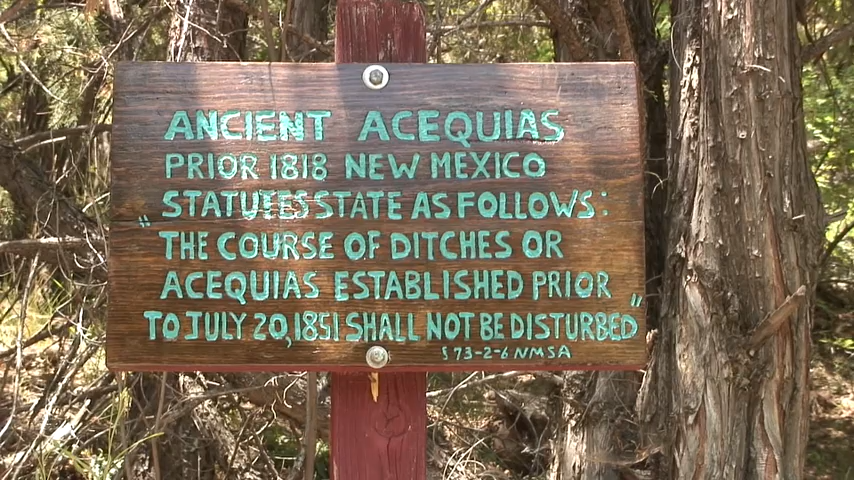 ANCIENT ACEQUIAS
PRIOR 1818 NEW MEXICO
STATUTES STATE AS FOLLOWS:
"THE COURSE OF DITCHES OR
ACEQUIAS ESTABLISHED PRIOR
TO JULY 20, 1851 SHALL NOT BE DISTURBED"
§ 73-2-6 NMSA